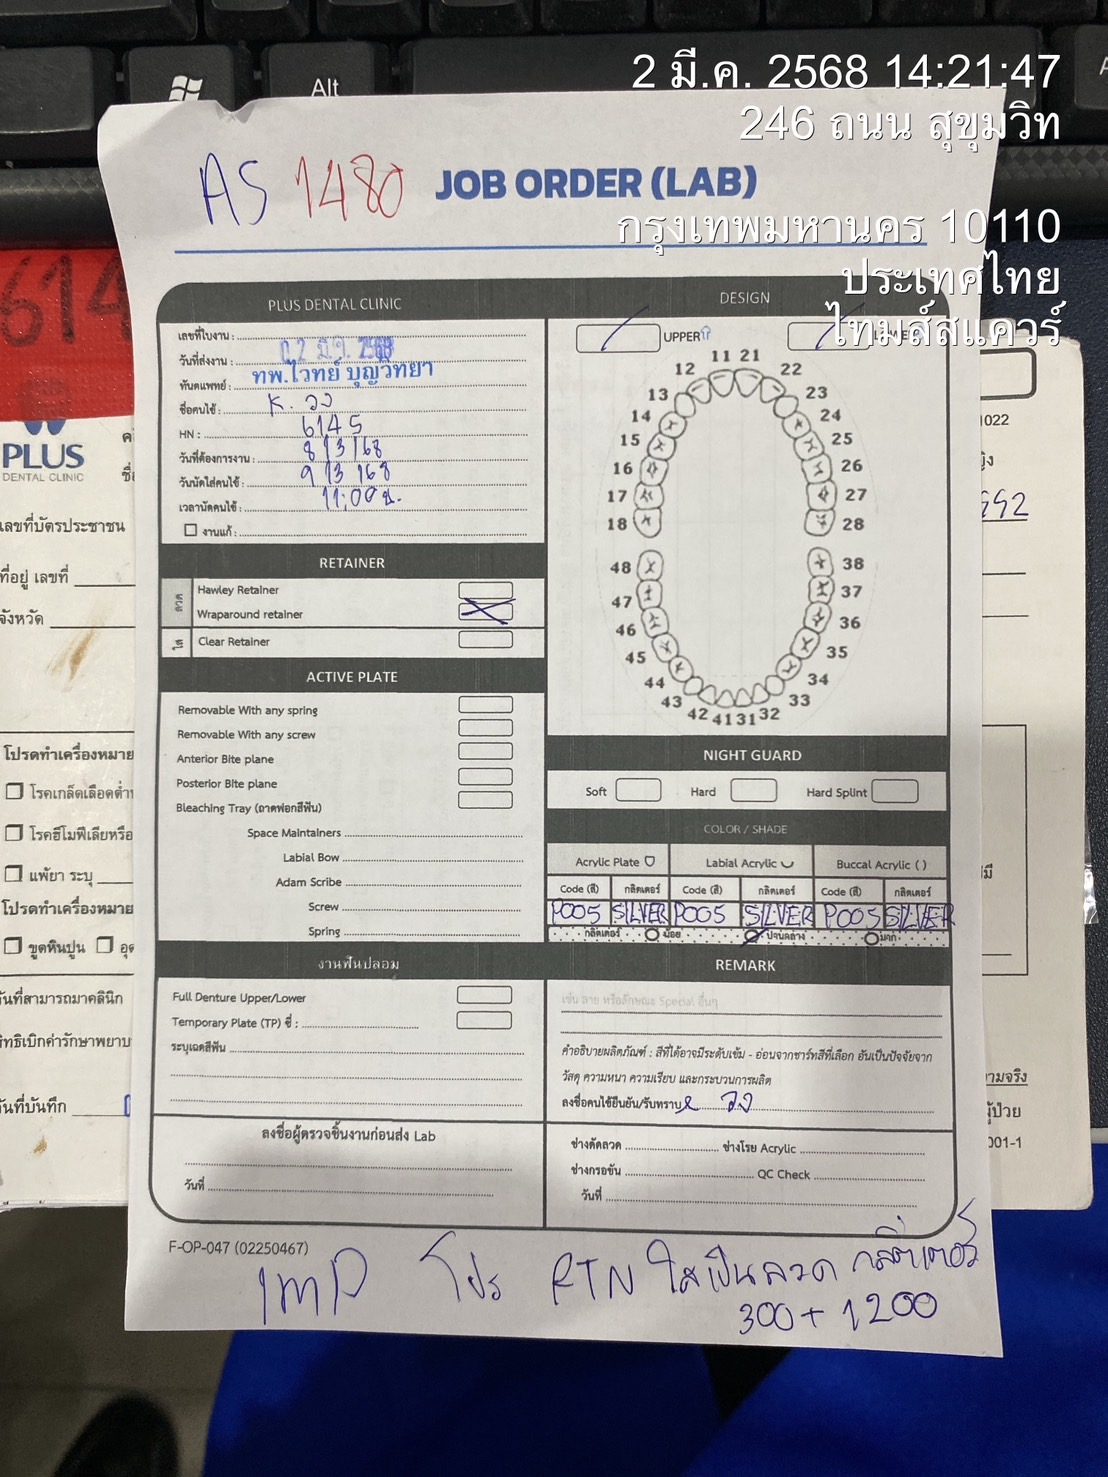 Alt
2 มี.ค. 2568 14:21:47
246 ถนน สุขุมวิท
กรุงเทพมหานคร 10110
ประเทศไทย
ไทมส์สแควร์
AS 1480 JOB ORDER (LAB)
614
PLUS DENTAL CLINIC
เลขที่ใบงาน :
วันที่ส่งงาน : 02 มี.ค. 2568
ทันตแพทย์ : ทพ.ไวทย์ บุญวิทยา
ชื่อคนไข้ : K. วง
HN : 6145
วันที่ต้องการงาน : 8/3/68
วันนัดใส่คนไข้ : 9/3/68
เวลานัดคนไข้ : 11:00 น.
งานแก้ :
RETAINER
ลวด
Hawley Retainer
Wraparound retainer
ใส
Clear Retainer
ACTIVE PLATE
Removable With any spring
Removable With any screw
Anterior Bite plane
Posterior Bite plane
Bleaching Tray (ถาดฟอกสีฟัน)
Space Maintainers
Labial Bow
Adam Scribe
Screw
Spring
งานฟันปลอม
Full Denture Upper/Lower
Temporary Plate (TP) ซี่ :
ระบุเฉดสีฟัน
ลงชื่อผู้ตรวจชิ้นงานก่อนส่ง Lab
วันที่
DESIGN
UPPER
11 21
12 22
13 23
14 24
15 25
16 26
17 27
18 28
48 38
47 37
46 36
45 35
44 34
43 33
42 41 31 32
NIGHT GUARD
Soft Hard Hard Splint
COLOR / SHADE
Acrylic Plate Labial Acrylic Buccal Acrylic ( )
Code (สี) กลิตเตอร์ Code (สี) กลิตเตอร์ Code (สี) กลิตเตอร์
P005 SILVER P005 SILVER P005 SILVER
กลิตเตอร์ น้อย ปานกลาง มาก
REMARK
เช่น ลาย หรือลักษณะ Special อื่นๆ
คำอธิบายผลิตภัณฑ์ : สีที่ได้อาจมีระดับเข้ม - อ่อนจากชาร์ทสีที่เลือก อันเป็นปัจจัยจาก
วัสดุ ความหนา ความเรียบ และกระบวนการผลิต
ลงชื่อคนไข้ยืนยัน/รับทราบ วง
ช่างดัดลวด ช่างโรย Acrylic
ช่างกรอขัด QC Check
วันที่
F-OP-047 (02250467)
IMP โปร RTN ใสเป็นลวด กลิตเตอร์
300 + 1200
PLUS
DENTAL CLINIC
เลขที่บัตรประชาชน
ที่อยู่ เลขที่
จังหวัด
โปรดทำเครื่องหมาย
โรคเกล็ดเลือดต่ำ
โรคฮีโมฟีเลียหรือ
แพ้ยา ระบุ
โปรดทำเครื่องหมาย
ขูดหินปูน
วันที่สามารถมาคลินิก
สิทธิเบิกค่ารักษาพยาบา
วันที่บันทึก
1022
ผู้ป่วย
001-1